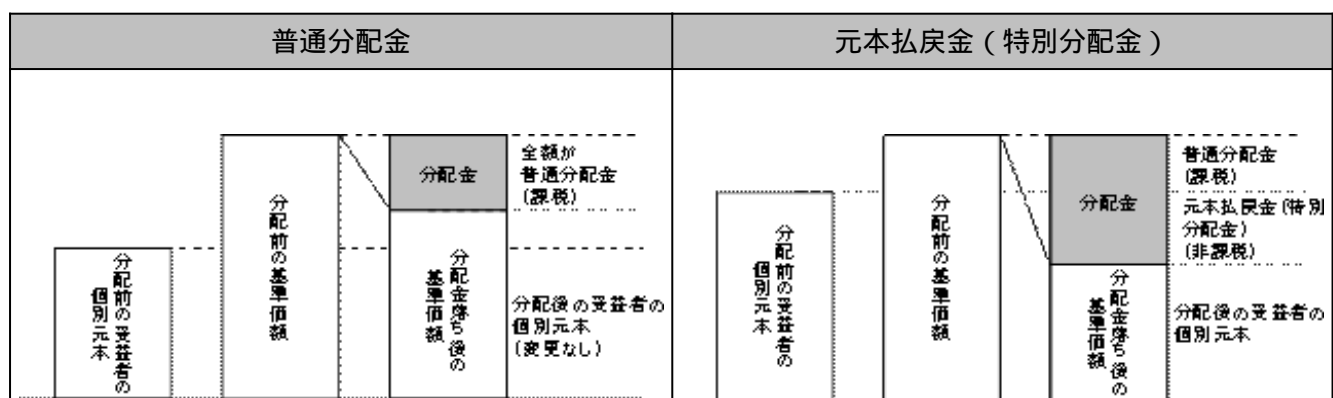 普通分配金
元本払戻金（特別分配金）
分配前の受益者の
個別元本
分配前の基準価額
分配金
分配金落ち後の
基準価額
全額が
普通分配金
(課税)
分配後の受益者の
個別元本
(変更なし)
分配前の受益者の
個別元本
分配前の基準価額
分配金
分配金落ち後の
基準価額
普通分配金
(課税)
元本払戻金(特別
分配金)
(非課税)
分配後の受益者の
個別元本